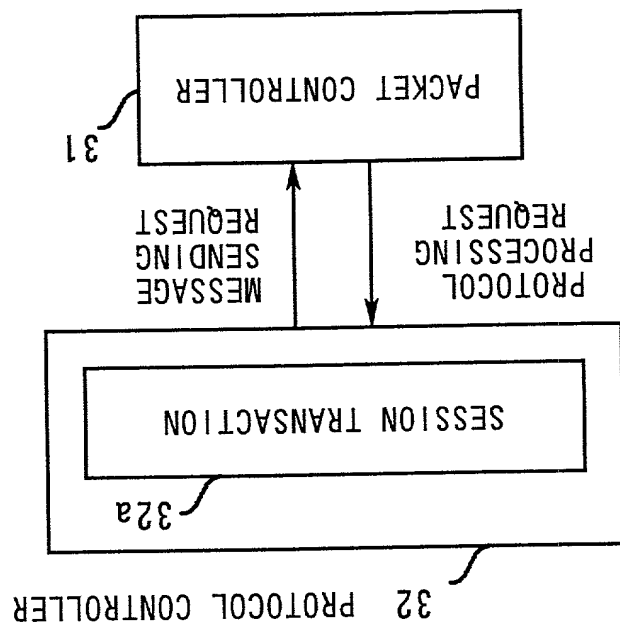 32 PROTOCOL CONTROLLER
32a
SESSION TRANSACTION
PROTOCOL
PROCESSING
REQUEST
MESSAGE
SENDING
REQUEST
31
PACKET CONTROLLER